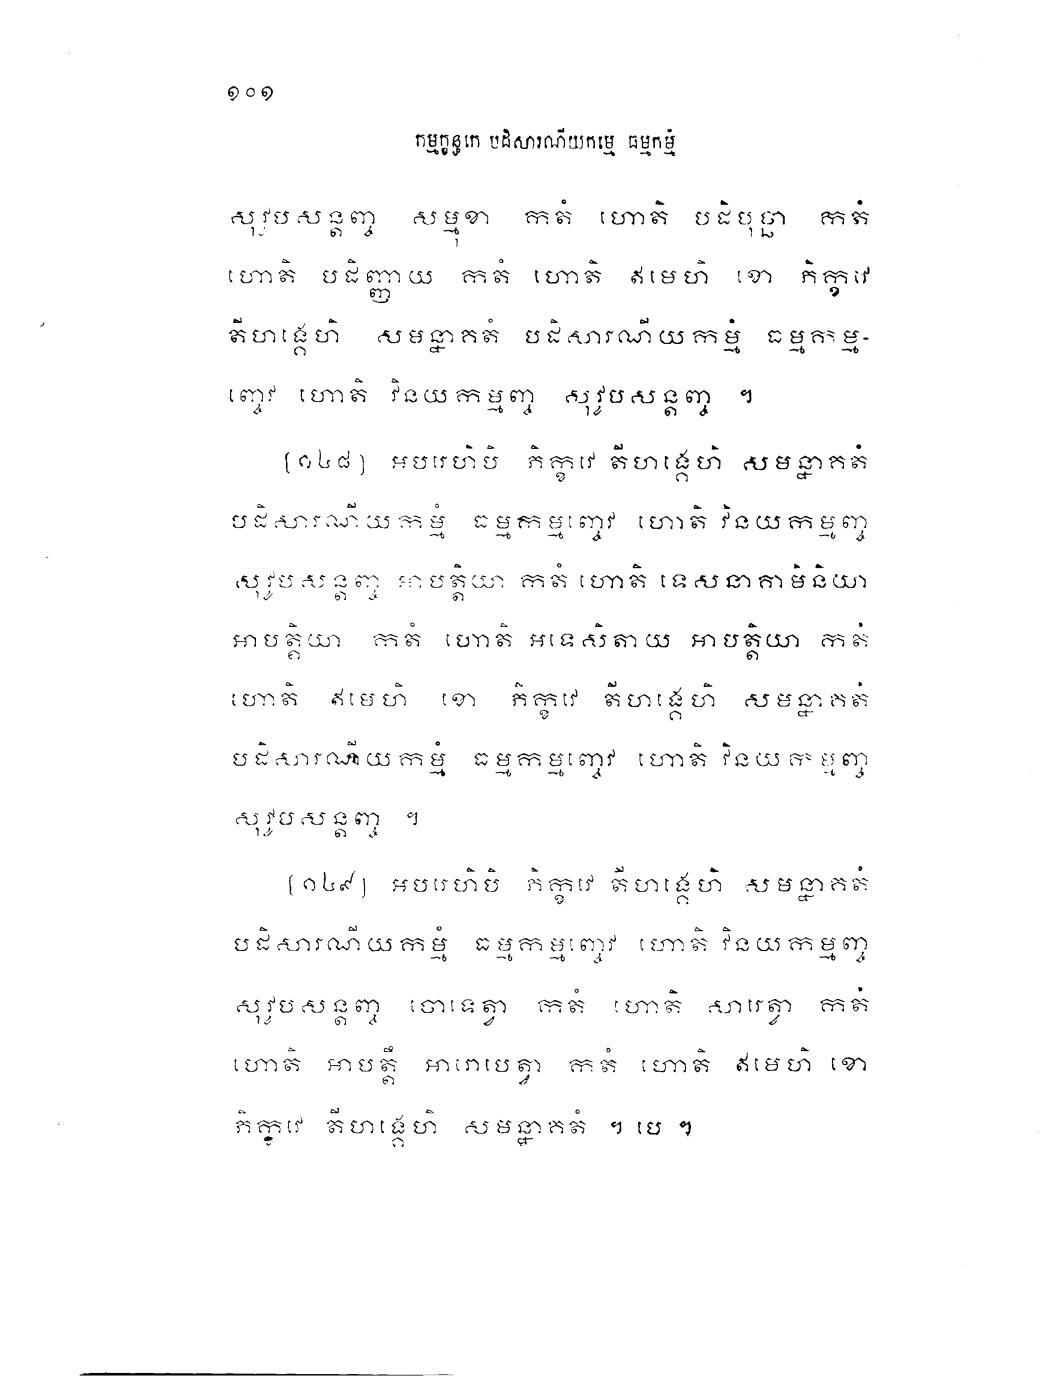 ១០១
កម្មក្ខន្ធកេ បដិសារណីយកម្មេ ធម្មកម្មំ
សុវូបសន្តញ្ច សម្មុខា កតំ ហោតិ បដិបុច្ឆា កតំ
ហោតិ បដិញ្ញាយ កតំ ហោតិ ឥមេហិ ខោ ភិក្ខវេ
តីហង្គេហិ សមន្នាគតំ បដិសារណីយកម្មំ ធម្មកម្ម-
ញ្ចេវ ហោតិ វិនយកម្មញ្ច សុវូបសន្តញ្ច ។
(១៤៨) អបរេហិបិ ភិក្ខវេ តីហង្គេហិ សមន្នាគតំ
បដិសារណីយកម្មំ ធម្មកម្មញ្ចេវ ហោតិ វិនយកម្មញ្ច
សុវូបសន្តញ្ច អាបត្តិយា កតំ ហោតិ ទេសនាគាមិនិយា
អាបត្តិយា កតំ ហោតិ អទេសិតាយ អាបត្តិយា កតំ
ហោតិ ឥមេហិ ខោ ភិក្ខវេ តីហង្គេហិ សមន្នាគតំ
បដិសារណីយកម្មំ ធម្មកម្មញ្ចេវ ហោតិ វិនយកម្មញ្ច
សុវូបសន្តញ្ច ។
(១៤៩) អបរេហិបិ ភិក្ខវេ តីហង្គេហិ សមន្នាគតំ
បដិសារណីយកម្មំ ធម្មកម្មញ្ចេវ ហោតិ វិនយកម្មញ្ច
សុវូបសន្តញ្ច ចោទេត្វា កតំ ហោតិ សារេត្វា កតំ
ហោតិ អាបត្តឹ អារោបេត្វា កតំ ហោតិ ឥមេហិ ខោ
ភិក្ខវេ តីហង្គេហិ សមន្នាគតំ ។ បេ ។